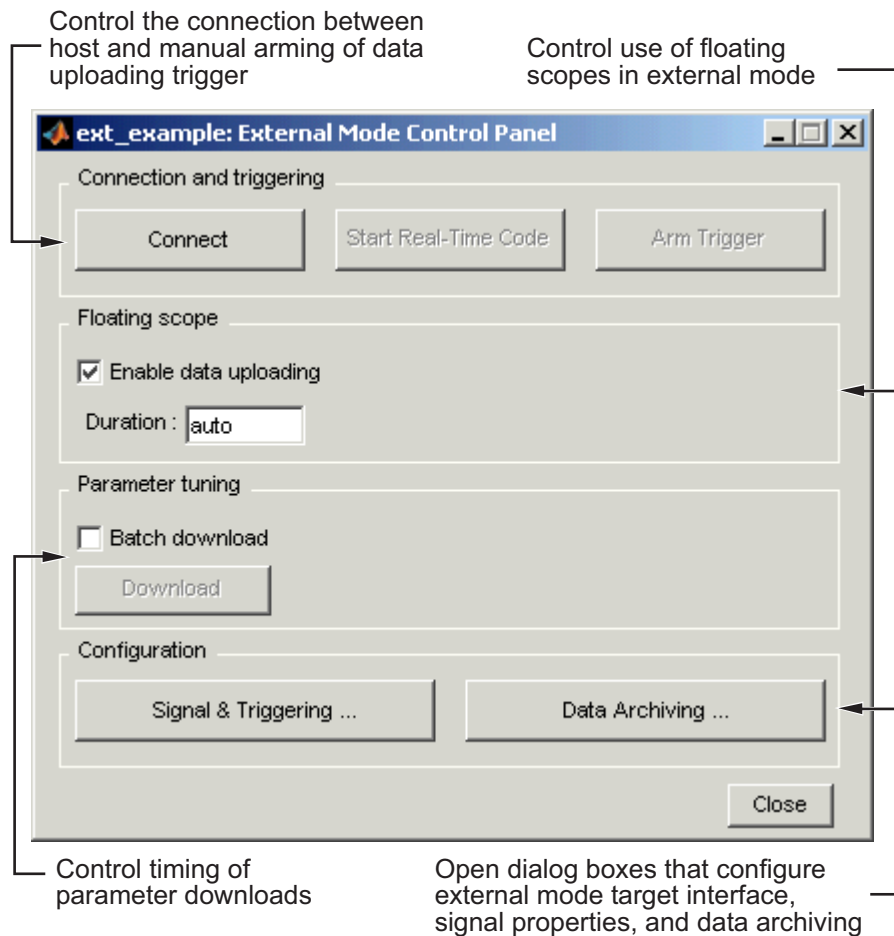 Control the connection between
host and manual arming of data
uploading trigger
Control use of floating
scopes in external mode
ext_example: External Mode Control Panel
Connection and triggering
Connect
Start Real-Time Code
Arm Trigger
Floating scope
Enable data uploading
Duration : auto
Parameter tuning
Batch download
Download
Configuration
Signal & Triggering ...
Data Archiving ...
Close
Control timing of
parameter downloads
Open dialog boxes that configure
external mode target interface,
signal properties, and data archiving